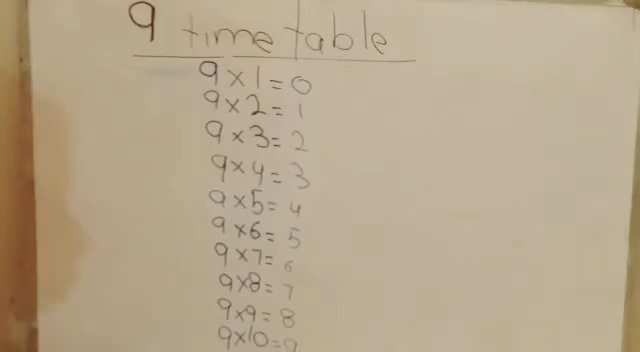 9 time table
9x1=0
9x2=1
9x3=2
9x4=3
9x5=4
9x6=5
9x7=6
9x8=7
9x9=8
9x10=9